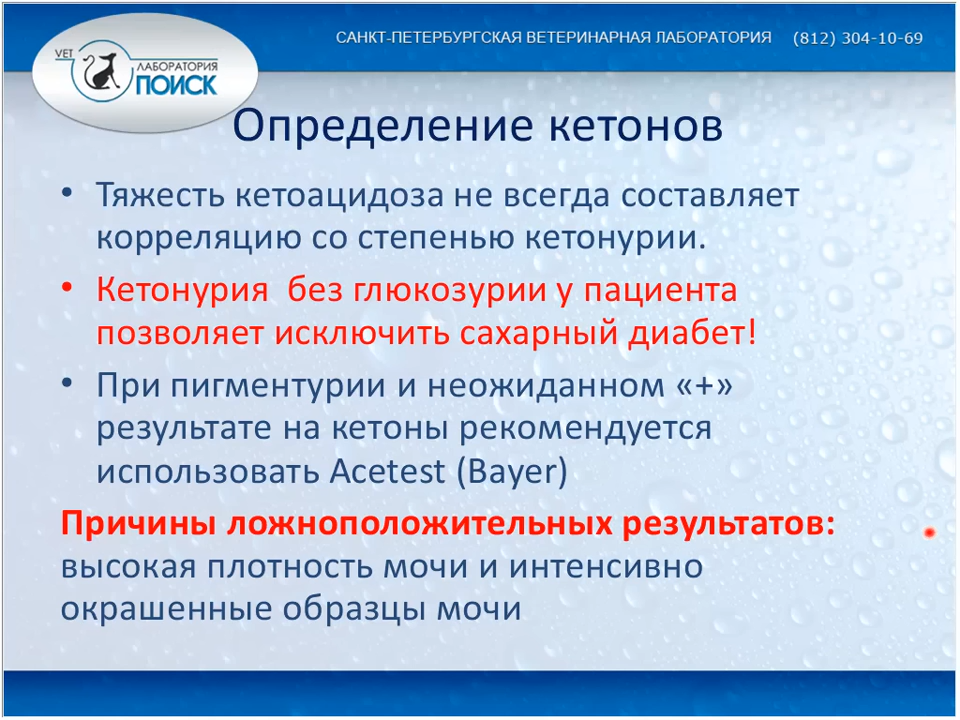 САНКТ-ПЕТЕРБУРГСКАЯ ВЕТЕРИНАРНАЯ ЛАБОРАТОРИЯ (812) 304-10-69
VET ЛАБОРАТОРИЯ
ПОИСК
Определение кетонов
• Тяжесть кетоацидоза не всегда составляет
корреляцию со степенью кетонурии.
• Кетонурия без глюкозурии у пациента
позволяет исключить сахарный диабет!
• При пигментурии и неожиданном «+»
результате на кетоны рекомендуется
использовать Acetest (Bayer)
Причины ложноположительных результатов:
высокая плотность мочи и интенсивно
окрашенные образцы мочи